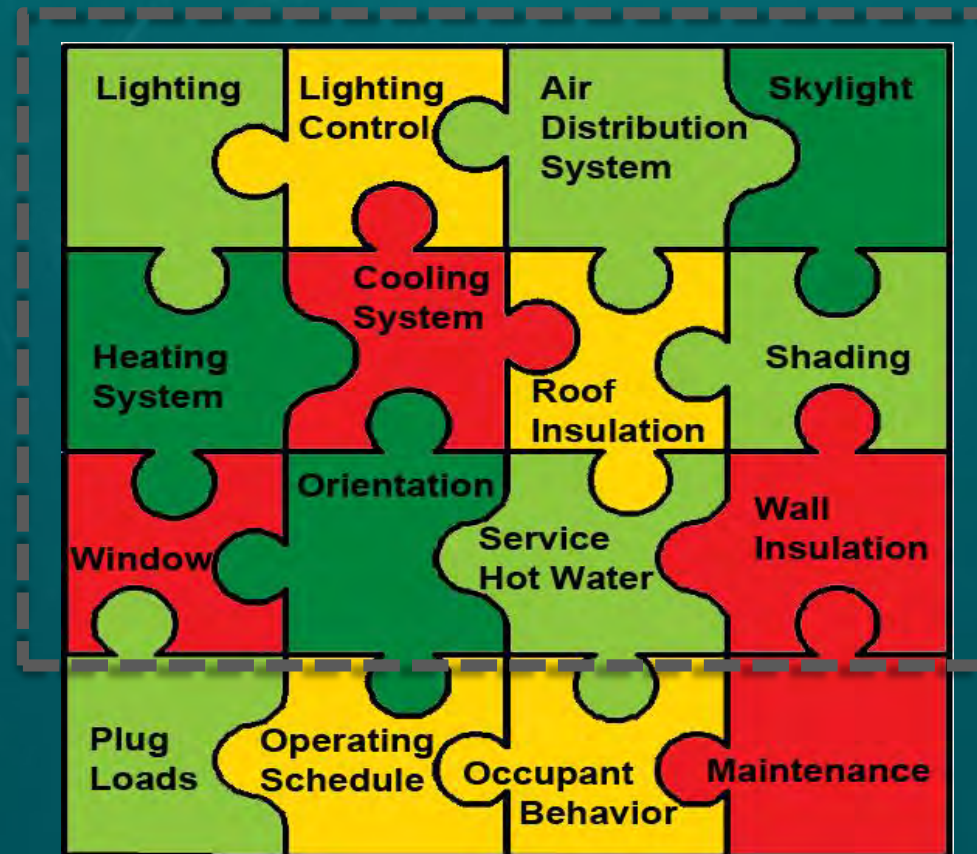 Lighting
Lighting
Control
Air
Distribution
System
Skylight
Heating
System
Cooling
System
Roof
Insulation
Shading
Window
Orientation
Service
Hot Water
Wall
Insulation
Plug
Loads
Operating
Schedule
Occupant
Behavior
Maintenance